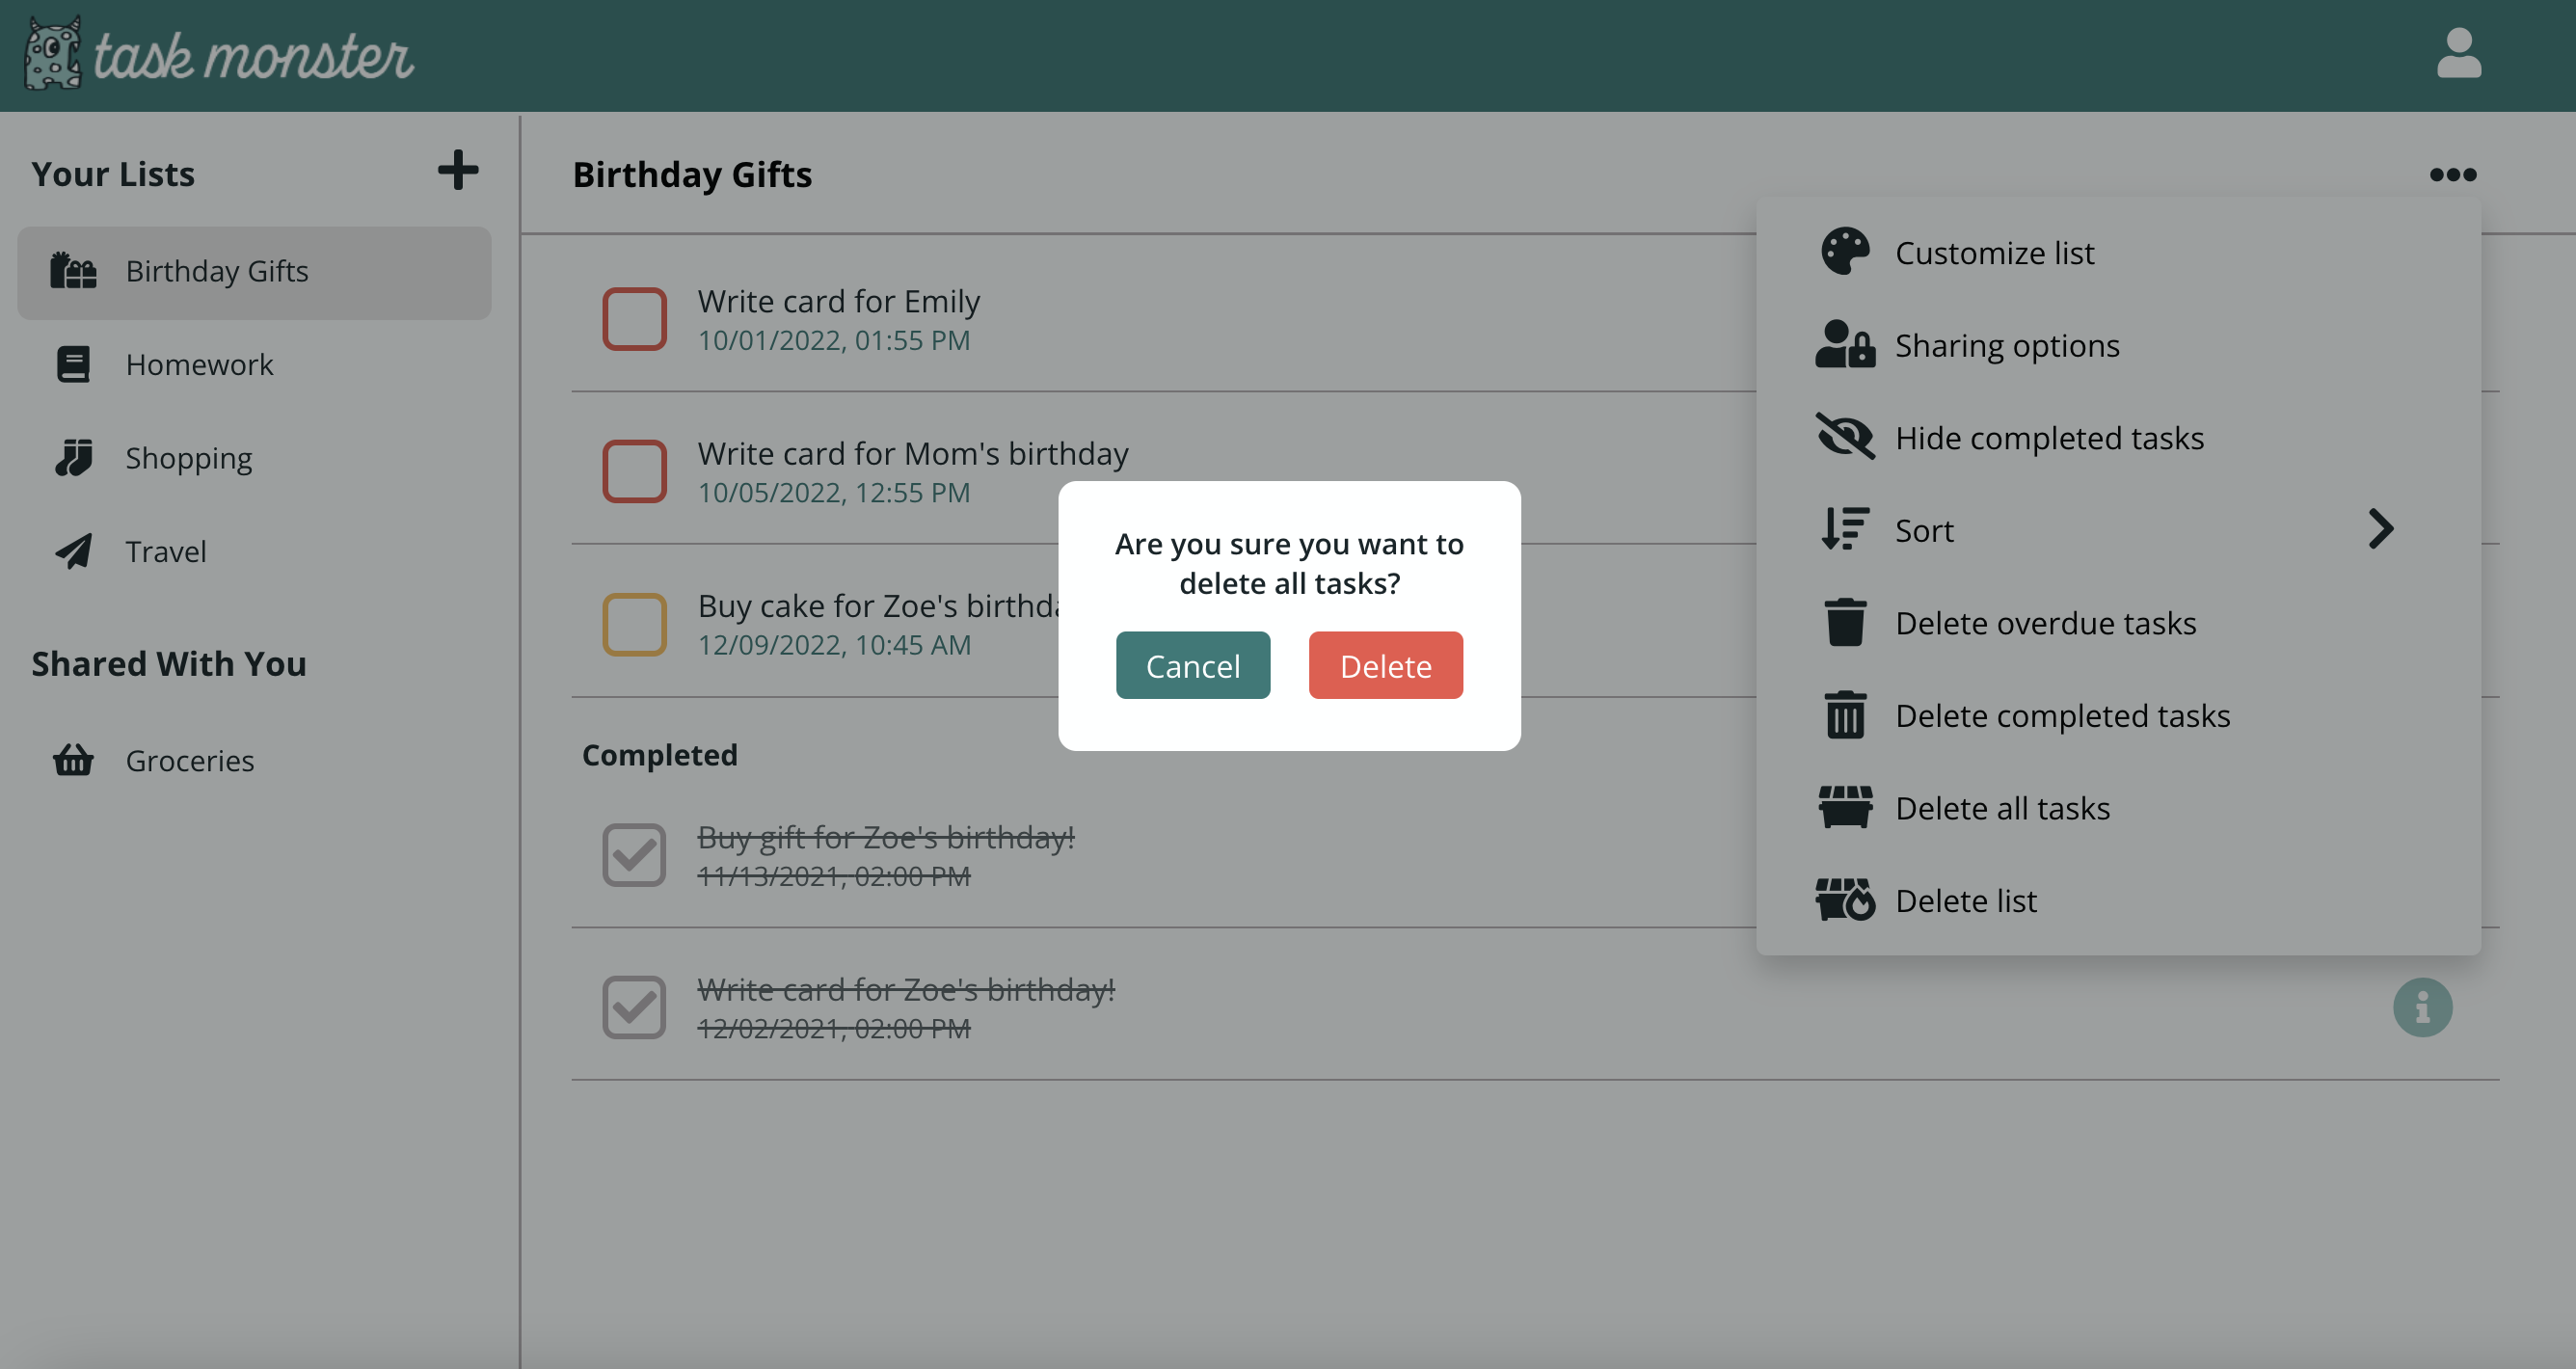 task monster
Your Lists
Birthday Gifts
Homework
Shopping
Travel
Shared With You
Groceries
Birthday Gifts
Write card for Emily
10/01/2022, 01:55 PM
Write card for Mom's birthday
10/05/2022, 12:55 PM
Buy cake for Zoe's
12/09/2022, 10:45 AM
Completed
Buy gift for Zoe's birthday!
11/13/2021, 02:00 PM
Write card for Zoe's birthday!
12/02/2021, 02:00 PM
Are you sure you want to
delete all tasks?
Cancel
Delete
Customize list
Sharing options
Hide completed tasks
Sort
Delete overdue tasks
Delete completed tasks
Delete all tasks
Delete list